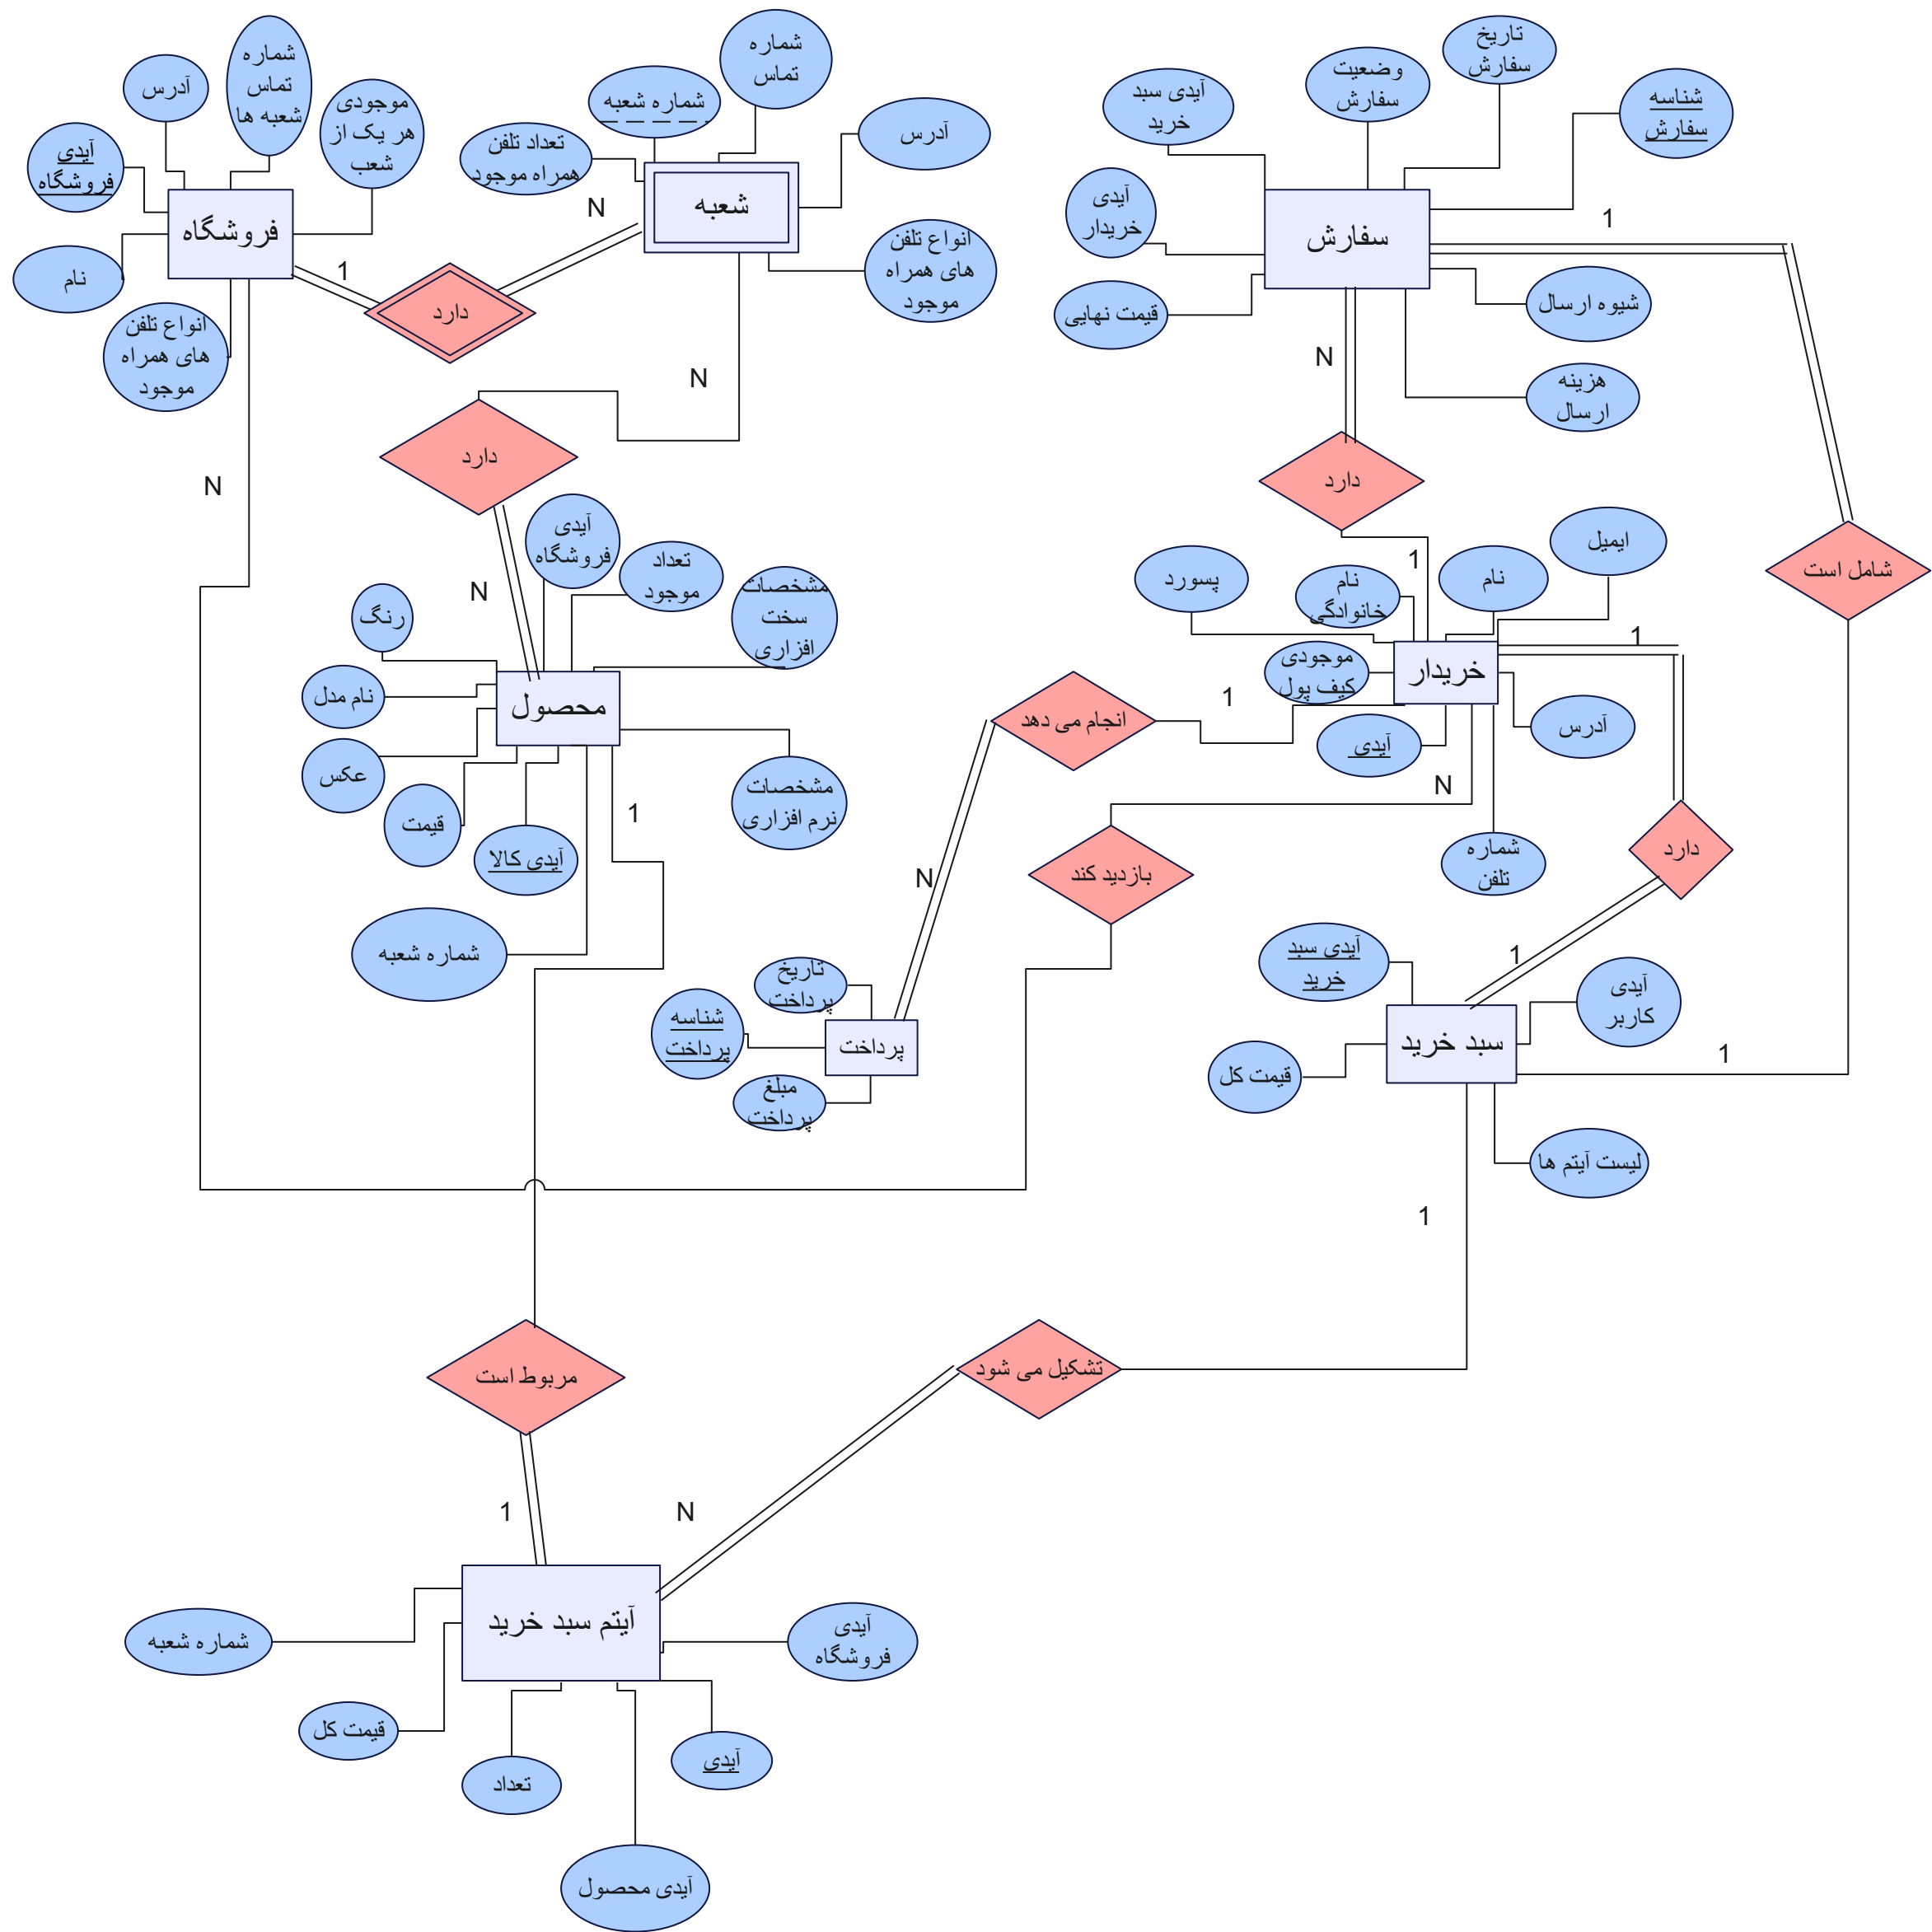 شماره
تماس
شعبه ها
آدرس
موجودی
هر یک از
شعب
آیدی
فروشگاه
فروشگاه
نام
انواع تلفن
های همراه
موجود
1
دارد
N
شماره
تماس
شماره شعبه
تعداد تلفن
همراه موجود
آدرس
شعبه
انواع تلفن
های همراه
موجود
تاریخ
سفارش
وضعیت
سفارش
آیدی سبد
خرید
شناسه
سفارش
آیدی
خریدار
سفارش
1
قیمت نهایی
شیوه ارسال
هزینه
ارسال
N
دارد
1
شامل است
N
دارد
N
N
آیدی
فروشگاه
تعداد
موجود
مشخصات
سخت
افزاری
رنگ
نام مدل
محصول
عکس
قیمت
آیدی کالا
مشخصات
نرم افزاری
1
شماره شعبه
ایمیل
نام
نام
خانوادگی
پسورد
موجودی
کیف پول
خریدار
1
آدرس
آیدی
شماره
تلفن
انجام می دهد
1
N
N
بازدید کند
دارد
1
تاریخ
پرداخت
شناسه
پرداخت
پرداخت
مبلغ
پرداخت
آیدی سبد
خرید
آیدی
کاربر
سبد خرید
قیمت کل
1
لیست آیتم ها
1
تشکیل می شود
مربوط است
1
N
آیتم سبد خرید
شماره شعبه
آیدی
فروشگاه
قیمت کل
آیدی
تعداد
آیدی محصول